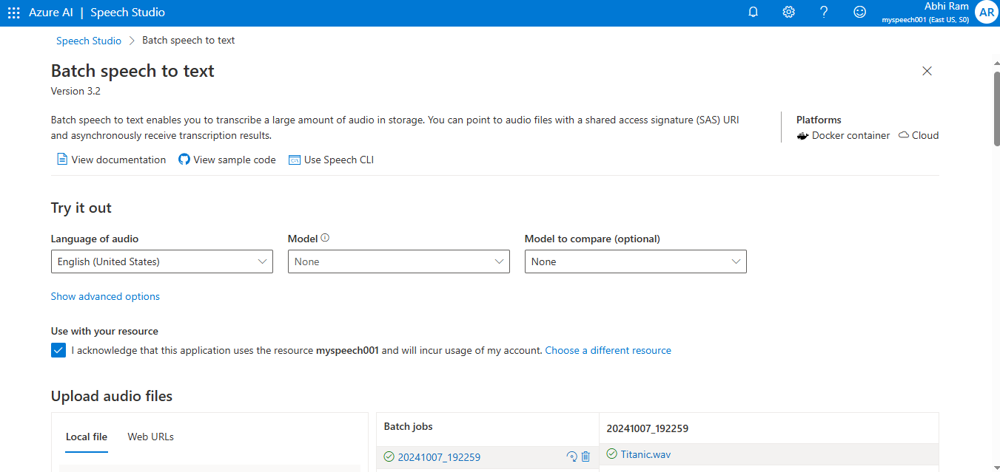 Azure AI | Speech Studio
Abhi Ram
myspeech001 (East US, S0)
AR
Speech Studio > Batch speech to text
Batch speech to text
Version 3.2
Batch speech to text enables you to transcribe a large amount of audio in storage. You can point to audio files with a shared access signature (SAS) URI
and asynchronously receive transcription results.
Platforms
Docker container Cloud
View documentation View sample code Use Speech CLI
Try it out
Language of audio Model Model to compare (optional)
English (United States) None None
Show advanced options
Use with your resource
I acknowledge that this application uses the resource myspeech001 and will incur usage of my account. Choose a different resource
Upload audio files
Local file Web URLs
Batch jobs
20241007_192259
20241007_192259
Titanic.wav